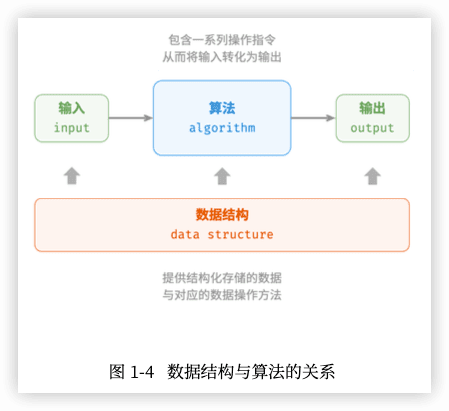 包含一系列操作指令
从而将输入转化为输出
输入
input
算法
algorithm
输出
output
数据结构
data structure
提供结构化存储的数据
与对应的数据操作方法
图 1-4 数据结构与算法的关系